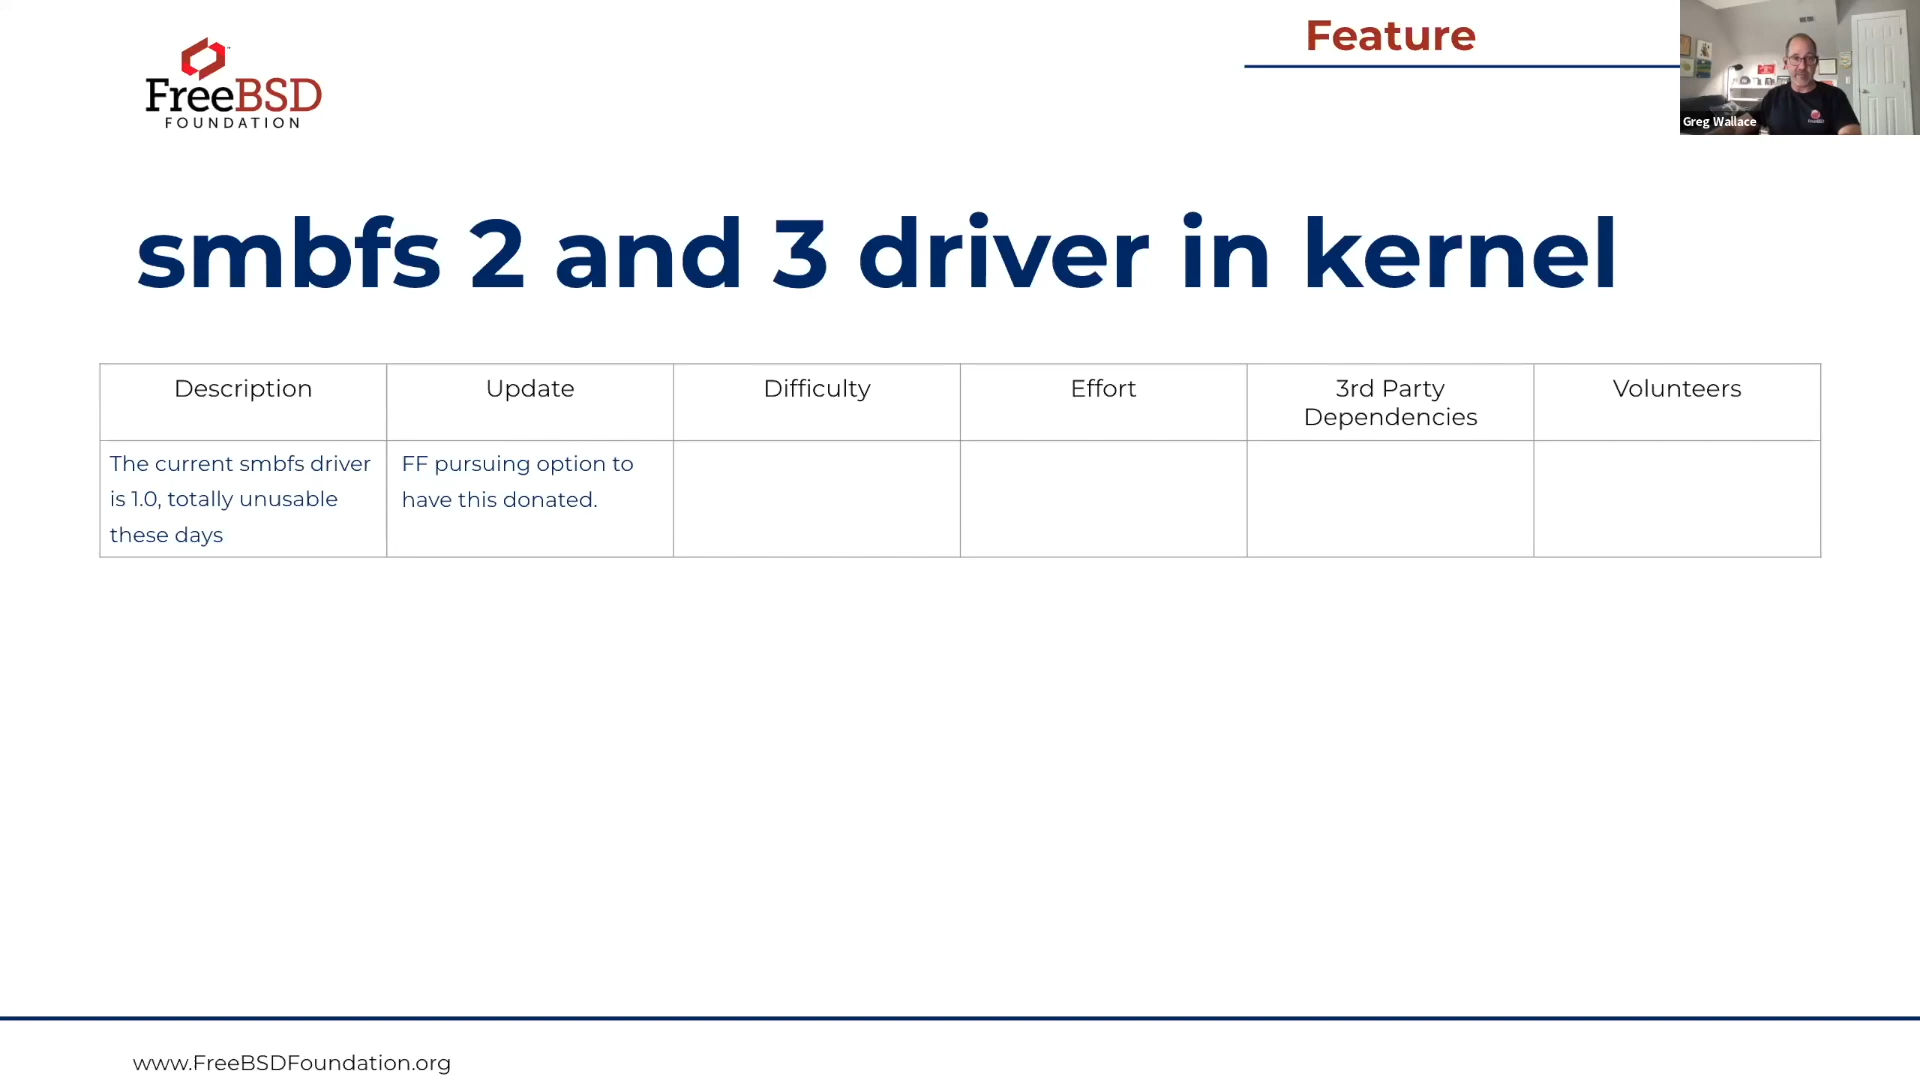 Feature
FreeBSD
FOUNDATION
Greg Wallace
smbfs 2 and 3 driver in kernel
Description
Update
Difficulty
Effort
3rd Party
Dependencies
Volunteers
The current smbfs driver
is 1.0, totally unusable
these days
FF pursuing option to
have this donated.
www.FreeBSDFoundation.org